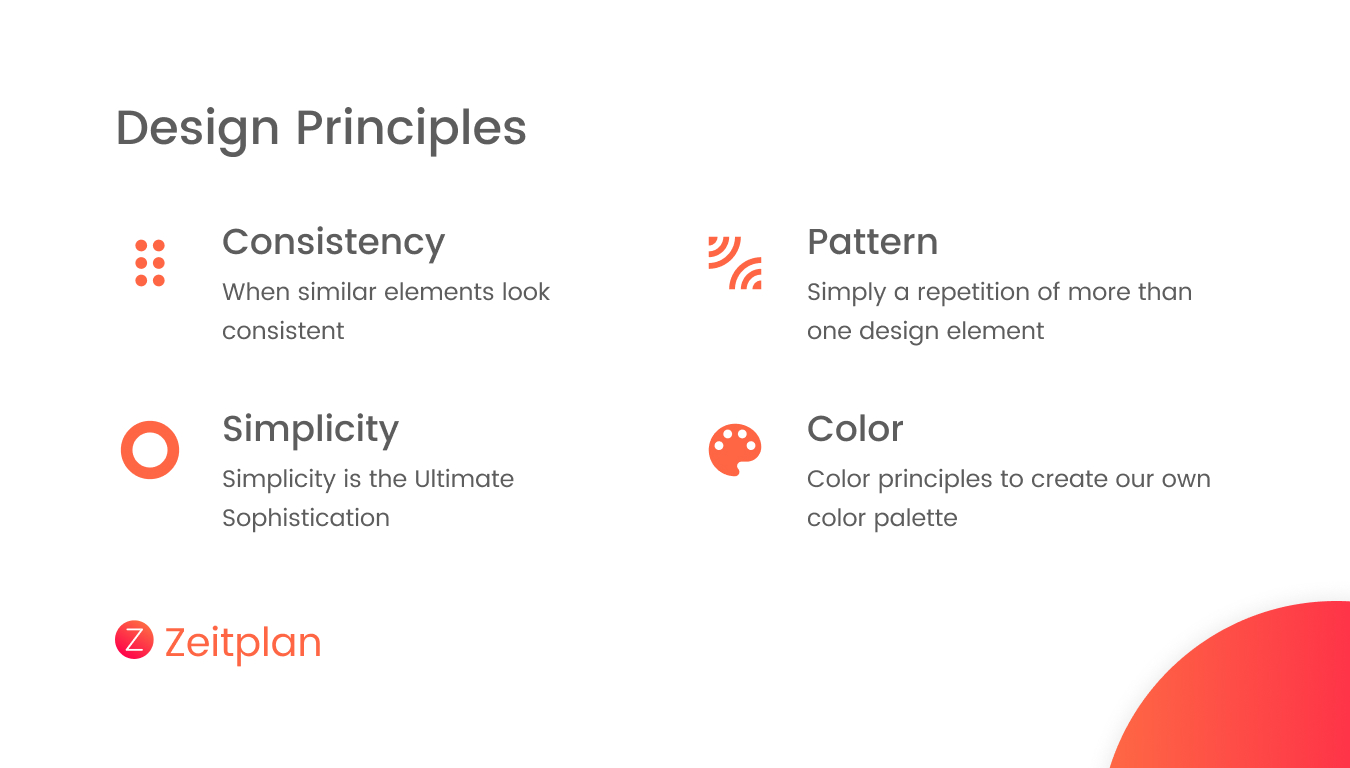 Design Principles
Consistency
When similar elements look
consistent
Pattern
Simply a repetition of more than
one design element
Simplicity
Simplicity is the Ultimate
Sophistication
Color
Color principles to create our own
color palette
Z Zeitplan